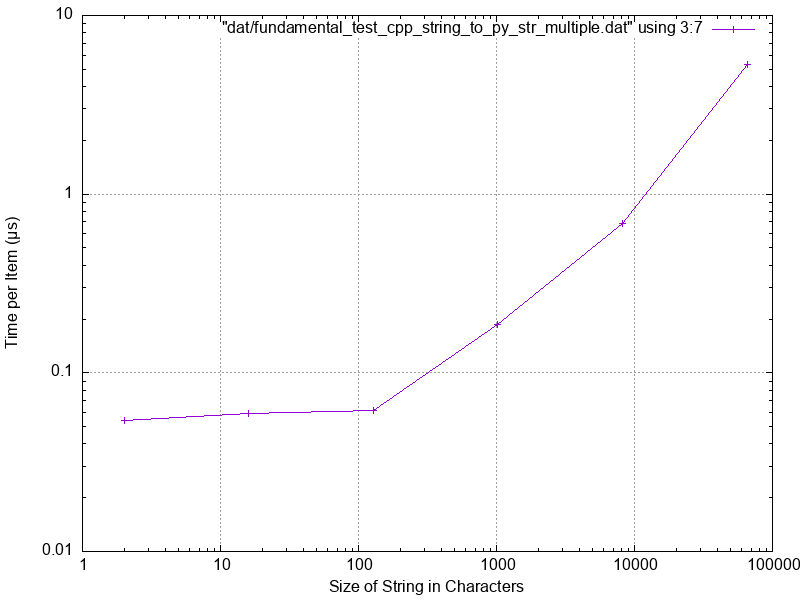 10
"dat/fundamental_test_cpp_string_to_py_str_multiple.dat" using 3:7
1
Time per Item (µs)
0.1
0.01
1 10 100 1000 10000 100000
Size of String in Characters